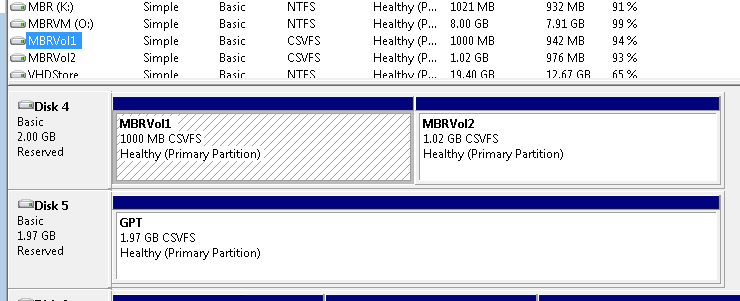 MBR (K:) Simple Basic NTFS Healthy (P... 1021 MB 932 MB 91 %
MBRVM (O:) Simple Basic NTFS Healthy (P... 8.00 GB 7.91 GB 99 %
MBRVol1 Simple Basic CSVFS Healthy (P... 1000 MB 942 MB 94 %
MBRVol2 Simple Basic CSVFS Healthy (P... 1.02 GB 976 MB 93 %
VHDStore Simple Basic NTFS Healthy (P... 19.40 GB 12.67 GB 65 %
Disk 4
Basic
2.00 GB
Reserved
MBRVol1
1000 MB CSVFS
Healthy (Primary Partition)
MBRVol2
1.02 GB CSVFS
Healthy (Primary Partition)
Disk 5
Basic
1.97 GB
Reserved
GPT
1.97 GB CSVFS
Healthy (Primary Partition)